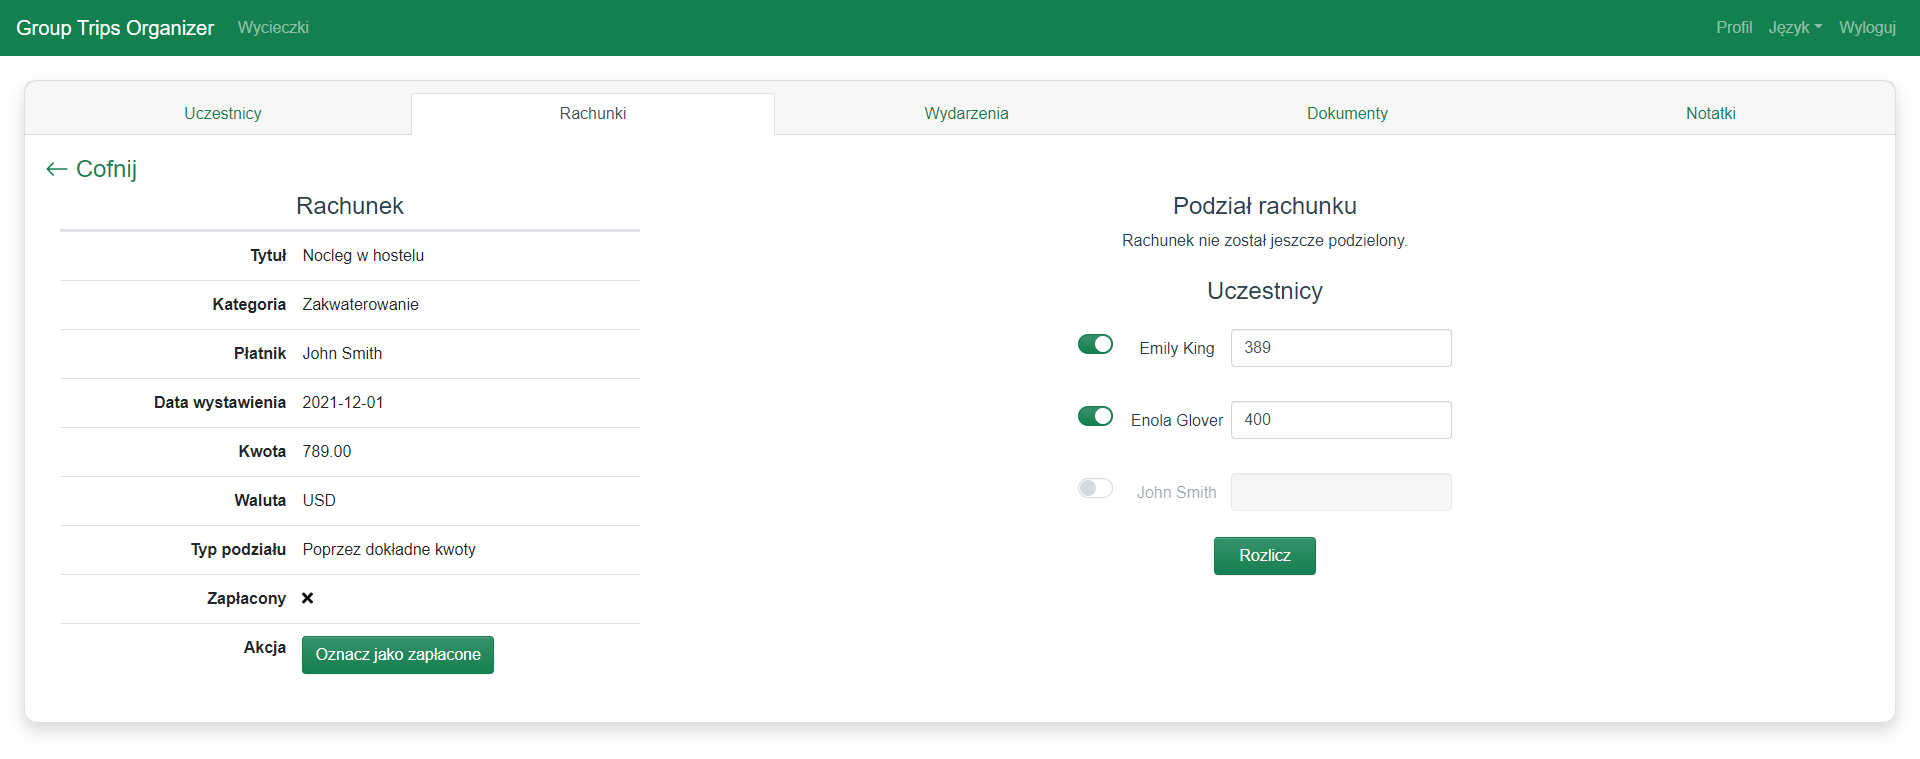 Group Trips Organizer Wycieczki Profil Język Wyloguj
Uczestnicy Rachunki Wydarzenia Dokumenty Notatki
Cofnij
Rachunek
Tytuł Nocleg w hostelu
Kategoria Zakwaterowanie
Płatnik John Smith
Data wystawienia 2021-12-01
Kwota 789.00
Waluta USD
Typ podziału Poprzez dokładne kwoty
Zapłacony
Akcja Oznacz jako zapłacone
Podział rachunku
Rachunek nie został jeszcze podzielony.
Uczestnicy
Emily King 389
Enola Glover 400
John Smith
Rozlicz